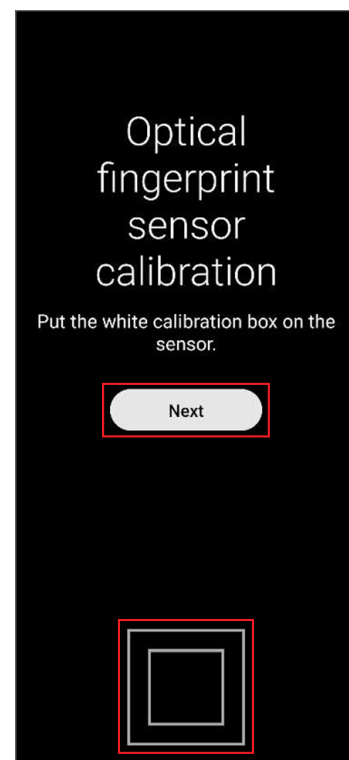 Optical
fingerprint
sensor
calibration
Put the white calibration box on the
sensor.
Next